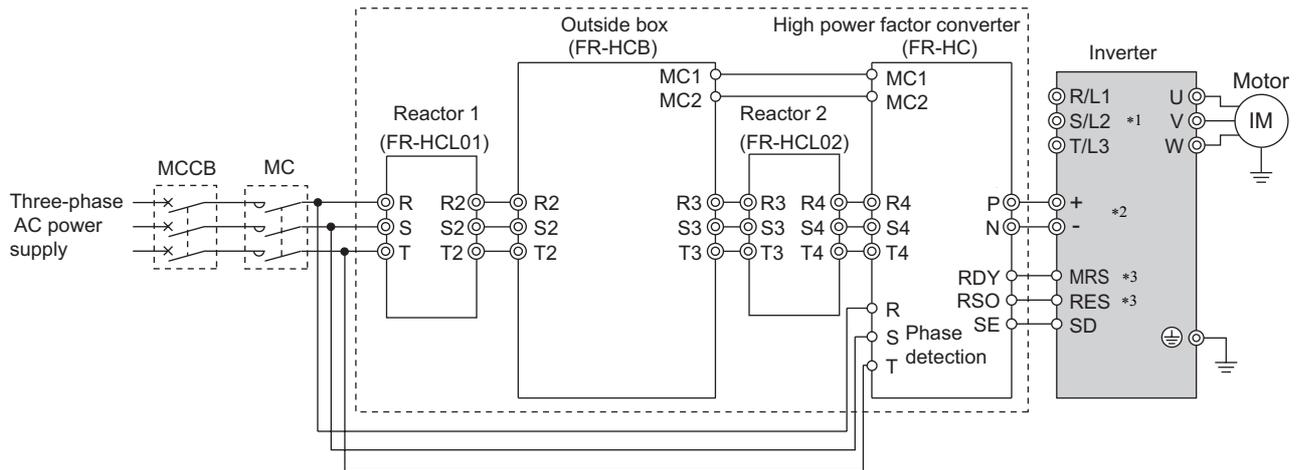 Outside box
(FR-HCB)
High power factor converter
(FR-HC)
Inverter
MC1
MC2
MC1
MC2
R/L1
S/L2 *1
T/L3
U
V
W
Motor
IM
Reactor 1
(FR-HCL01)
Reactor 2
(FR-HCL02)
MCCB
MC
Three-phase
AC power
supply
R R2 R2 R3 R3 R4 R4 P +
S S2 S2 S3 S3 S4 S4 N - *2
T T2 T2 T3 T3 T4 T4
RDY MRS *3
RSO RES *3
SE SD
R
S Phase
detection
T